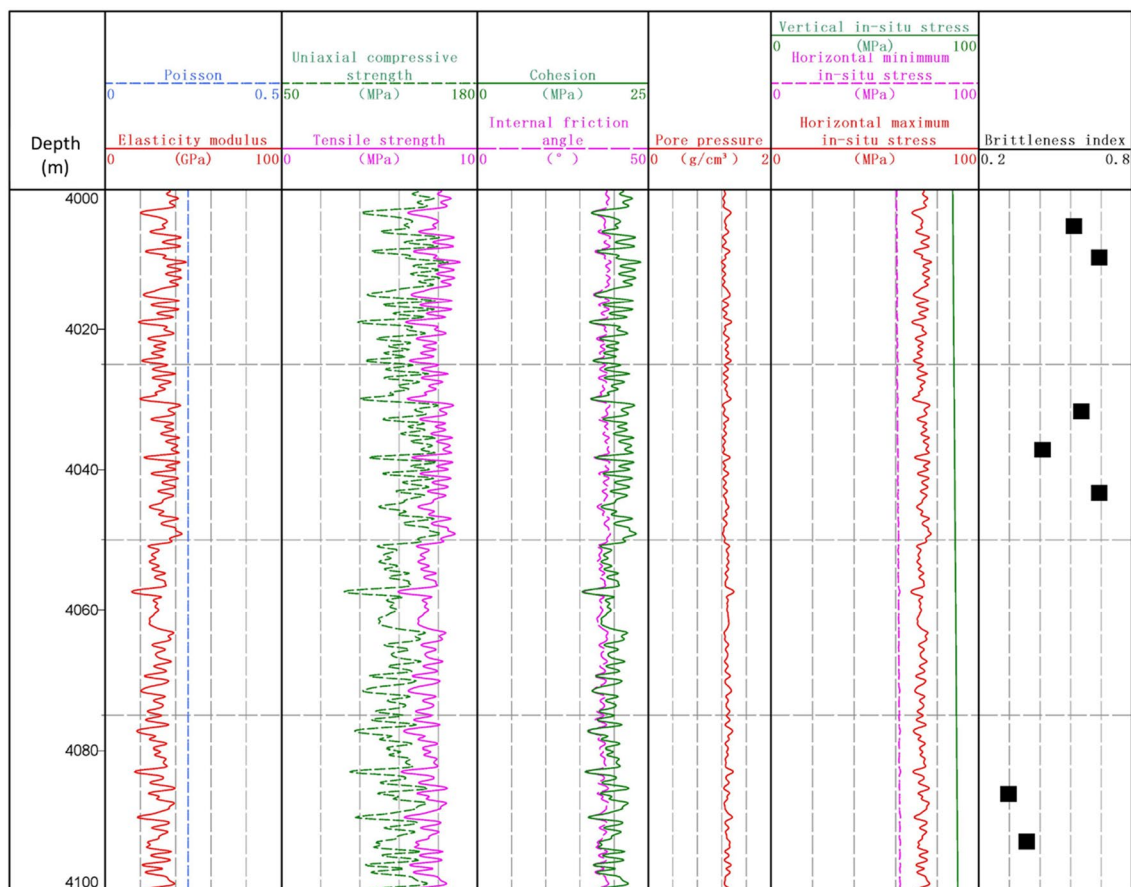 Vertical in-situ stress
0 (MPa) 100
Poisson
0 0.5
Uniaxial compressive
strength
50 (MPa) 180
Cohesion
0 (MPa) 25
Horizontal minimmum
in-situ stress
0 (MPa) 100
Depth
(m)
Elasticity modulus
0 (GPa) 100
Tensile strength
0 (MPa) 10
Internal friction
angle
0 (°) 50
Pore pressure
0 (g/cm³) 2
Horizontal maximum
in-situ stress
0 (MPa) 100
Brittleness index
0.2 0.8
4000
4020
4040
4060
4080
4100